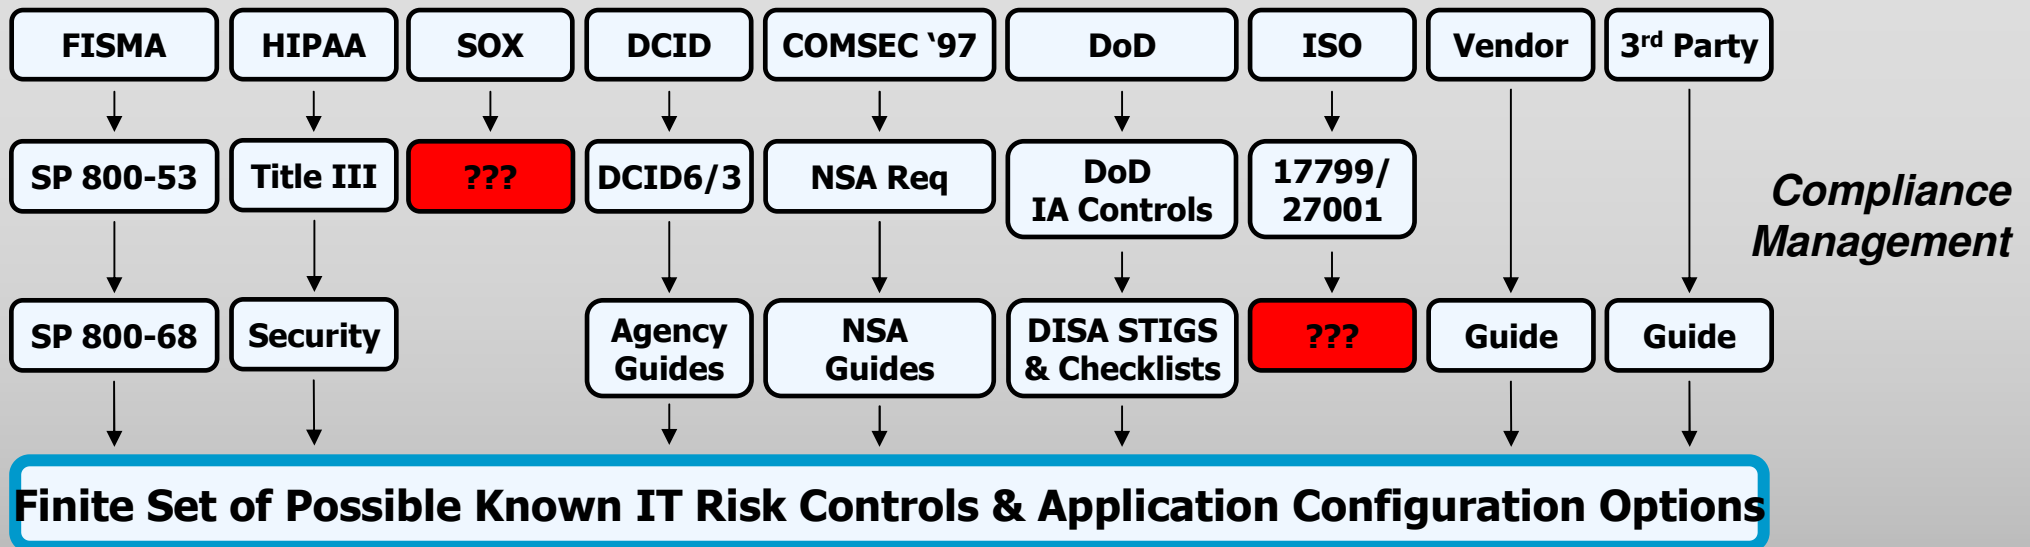 FISMA
HIPAA
SOX
DCID
COMSEC ‘97
DoD
ISO
Vendor
3rd Party
SP 800-53
Title III
???
DCID6/3
NSA Req
DoD
IA Controls
17799/
27001
Compliance
Management
SP 800-68
Security
Agency
Guides
NSA
Guides
DISA STIGS
& Checklists
???
Guide
Guide
Finite Set of Possible Known IT Risk Controls & Application Configuration Options